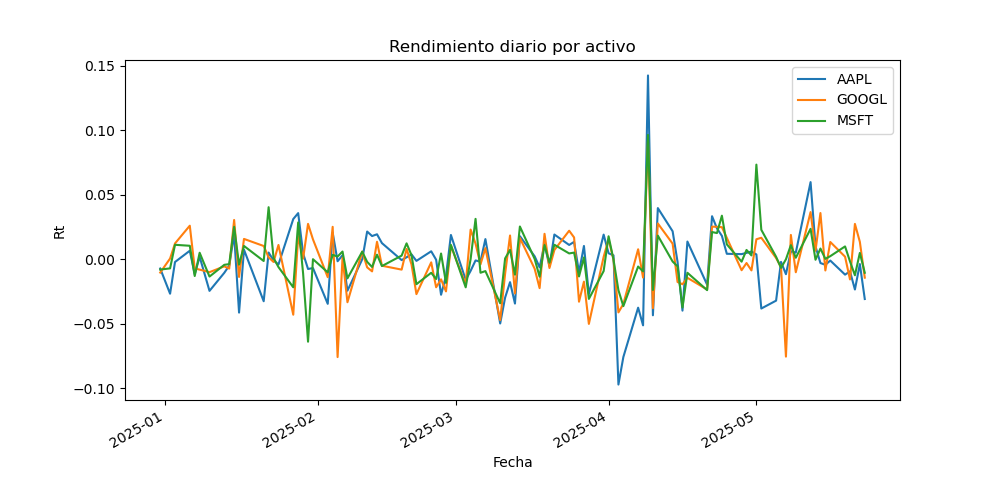 Rendimiento diario por activo
AAPL
GOOGL
MSFT
Rt
0.15
0.10
0.05
0.00
−0.05
−0.10
2025-01
2025-02
2025-03
2025-04
2025-05
Fecha